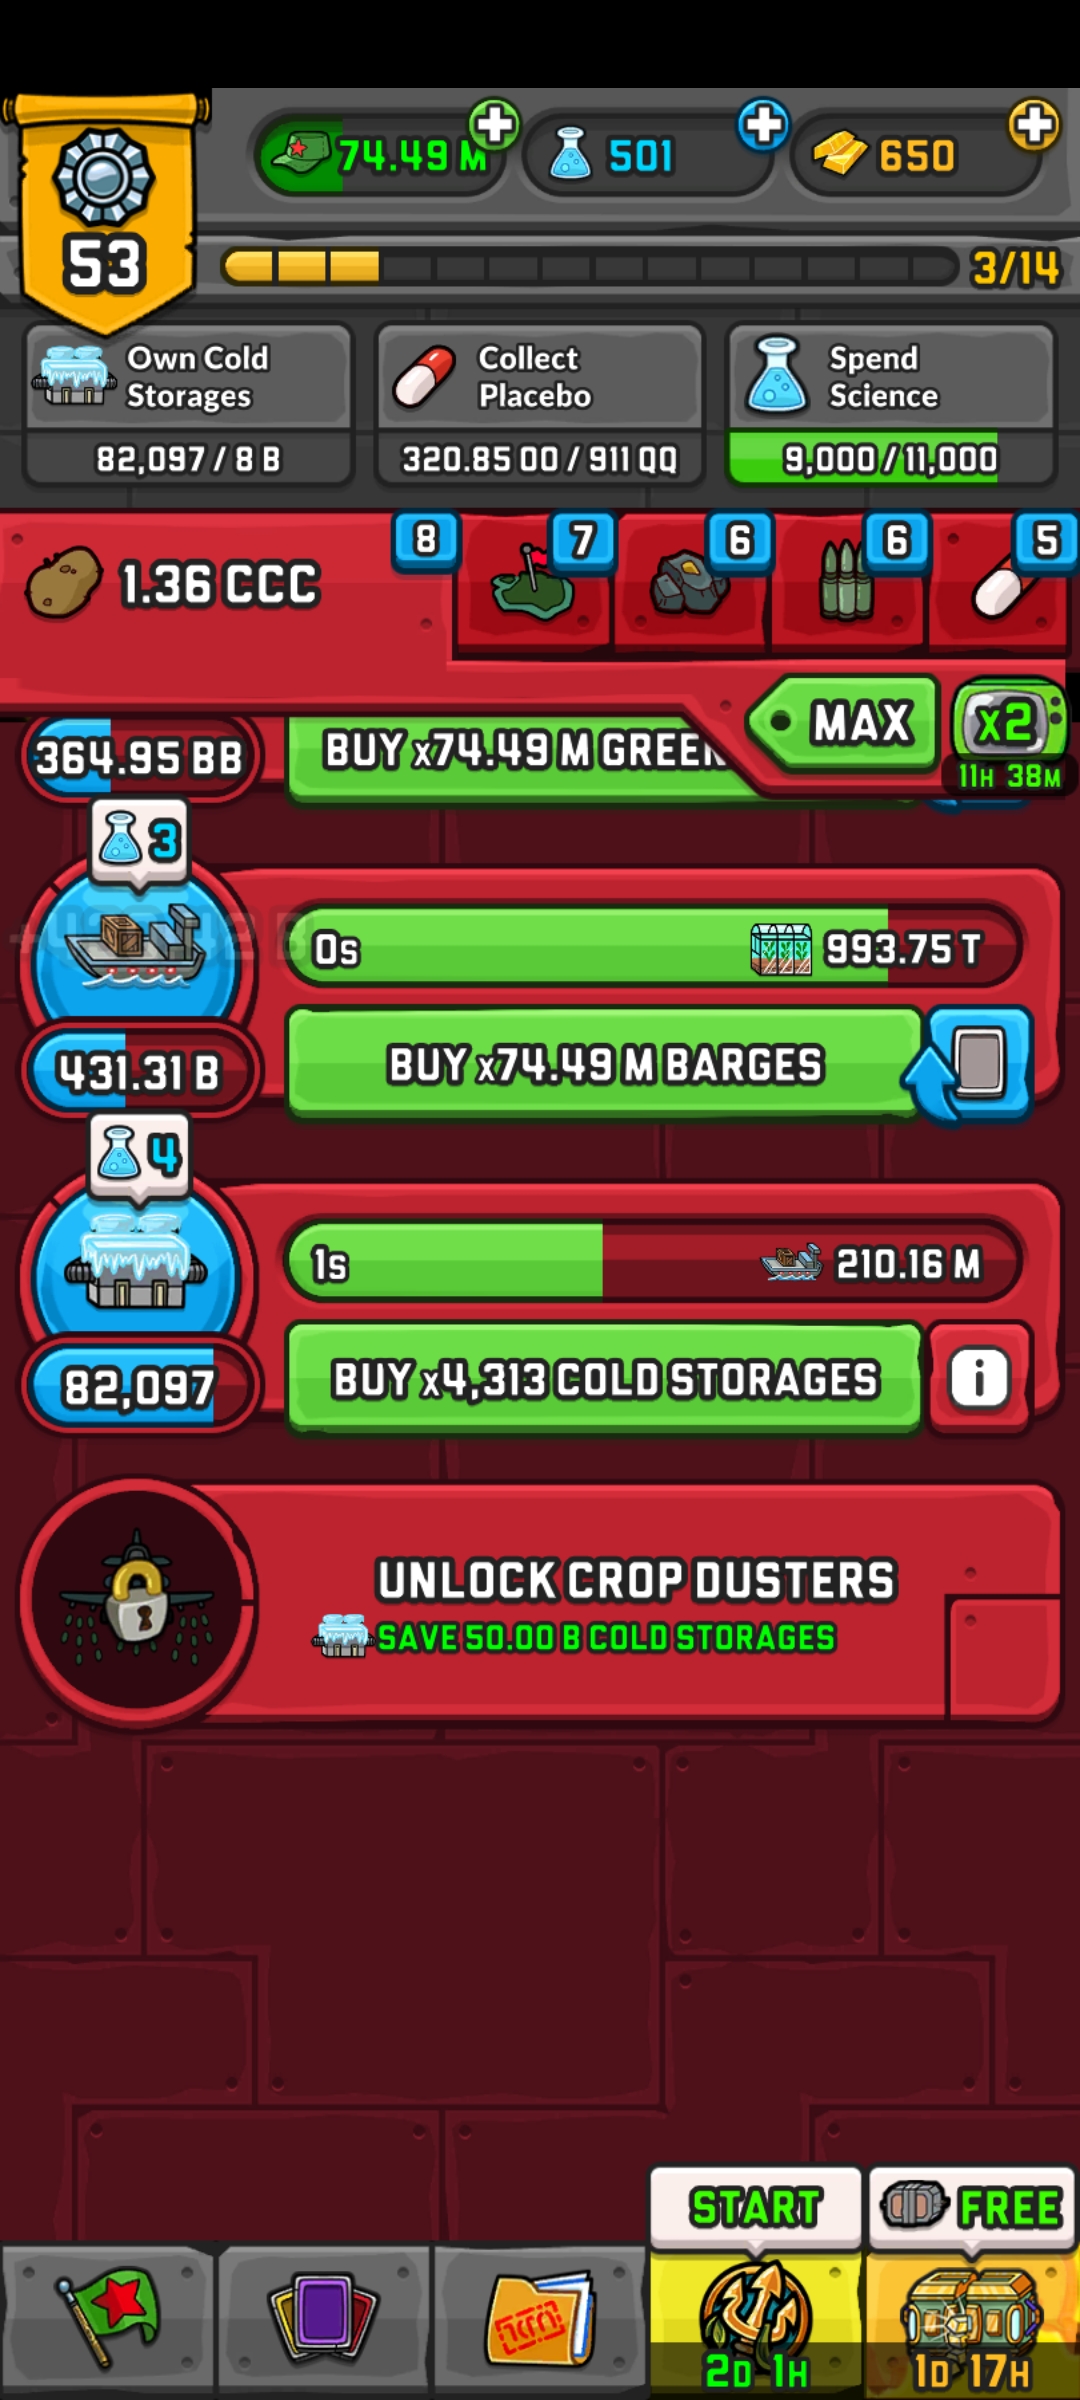 74.49 M
501
650
53
3/14
Own Cold
Storages
82,097 / 8 B
Collect
Placebo
320.85 OO / 911 QQ
Spend
Science
9,000 / 11,000
1.36 CCC
8
7
6
6
5
MAX
x2
11H 38M
364.95 BB
BUY x74.49 M GREEN
3
0s
993.75 T
431.31 B
BUY x74.49 M BARGES
4
1s
210.16 M
82,097
BUY x4,313 COLD STORAGES
i
UNLOCK CROP DUSTERS
SAVE 50.00 B COLD STORAGES
START
FREE
2D 1H
1D 17H